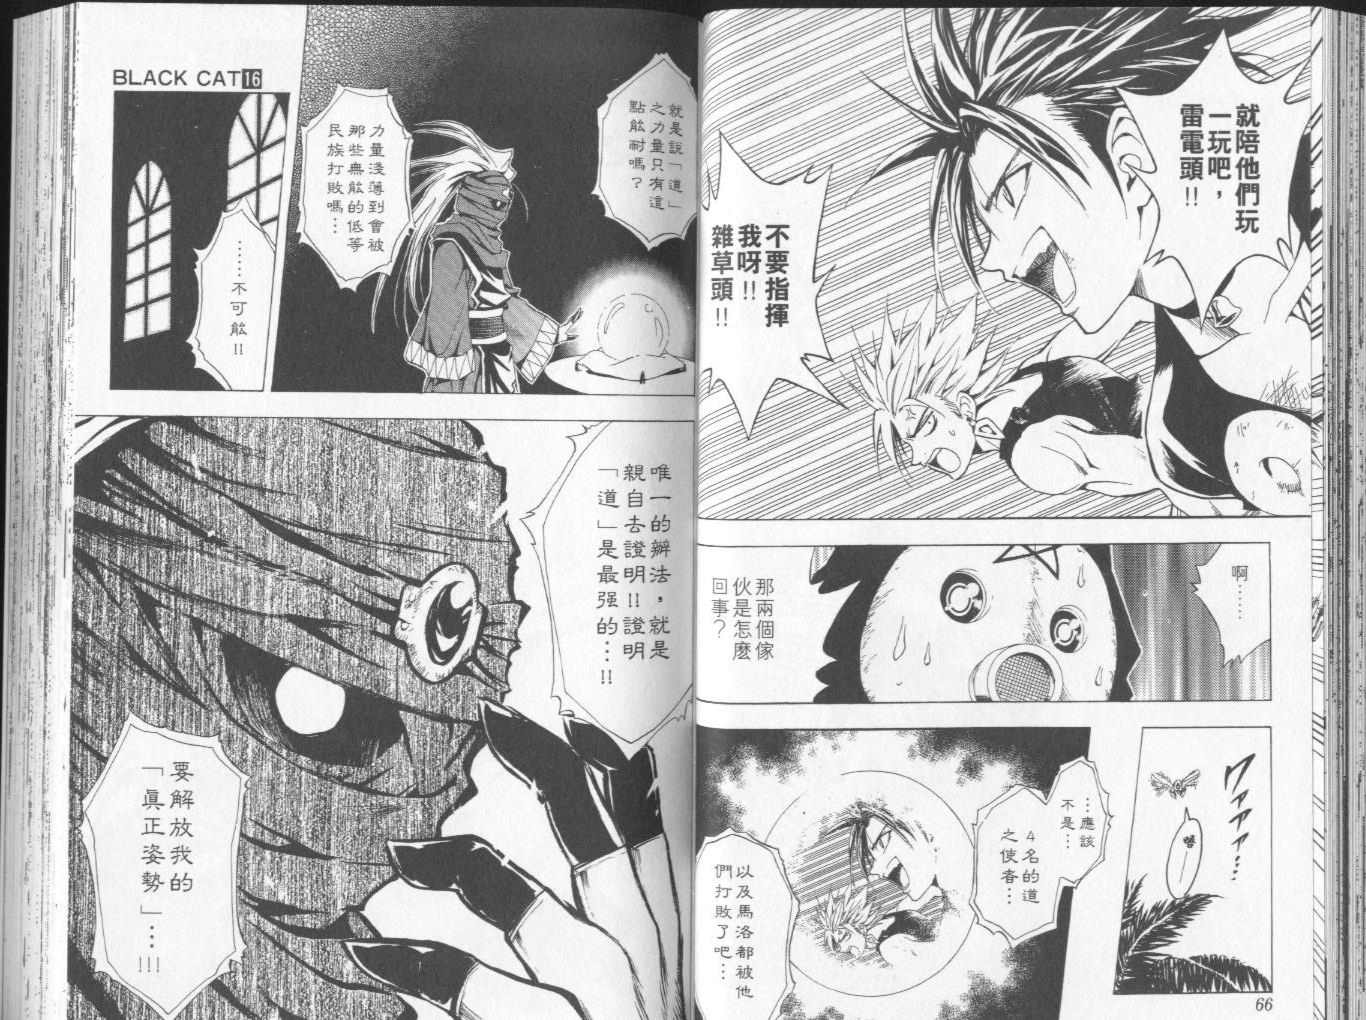 就陪他們玩
一玩吧，
雷電頭!!
不要指揮
我呀!!
雜草頭!!
啊……
那兩個傢
伙是怎麼
回事？
ワァァァ…
…應該
不是…
4名的道
之使者…
以及馬洛都被他
們打敗了吧…
66
BLACK CAT16
就是說「道」
之力量只有這
點能耐嗎？
力量淺薄到會被
那些無能的低等
民族打敗嗎…
……不可能!!
唯一的辦法，就是
親自去證明!!證明
「道」是最强的…!!
要解放我的
「真正姿勢」…!!!